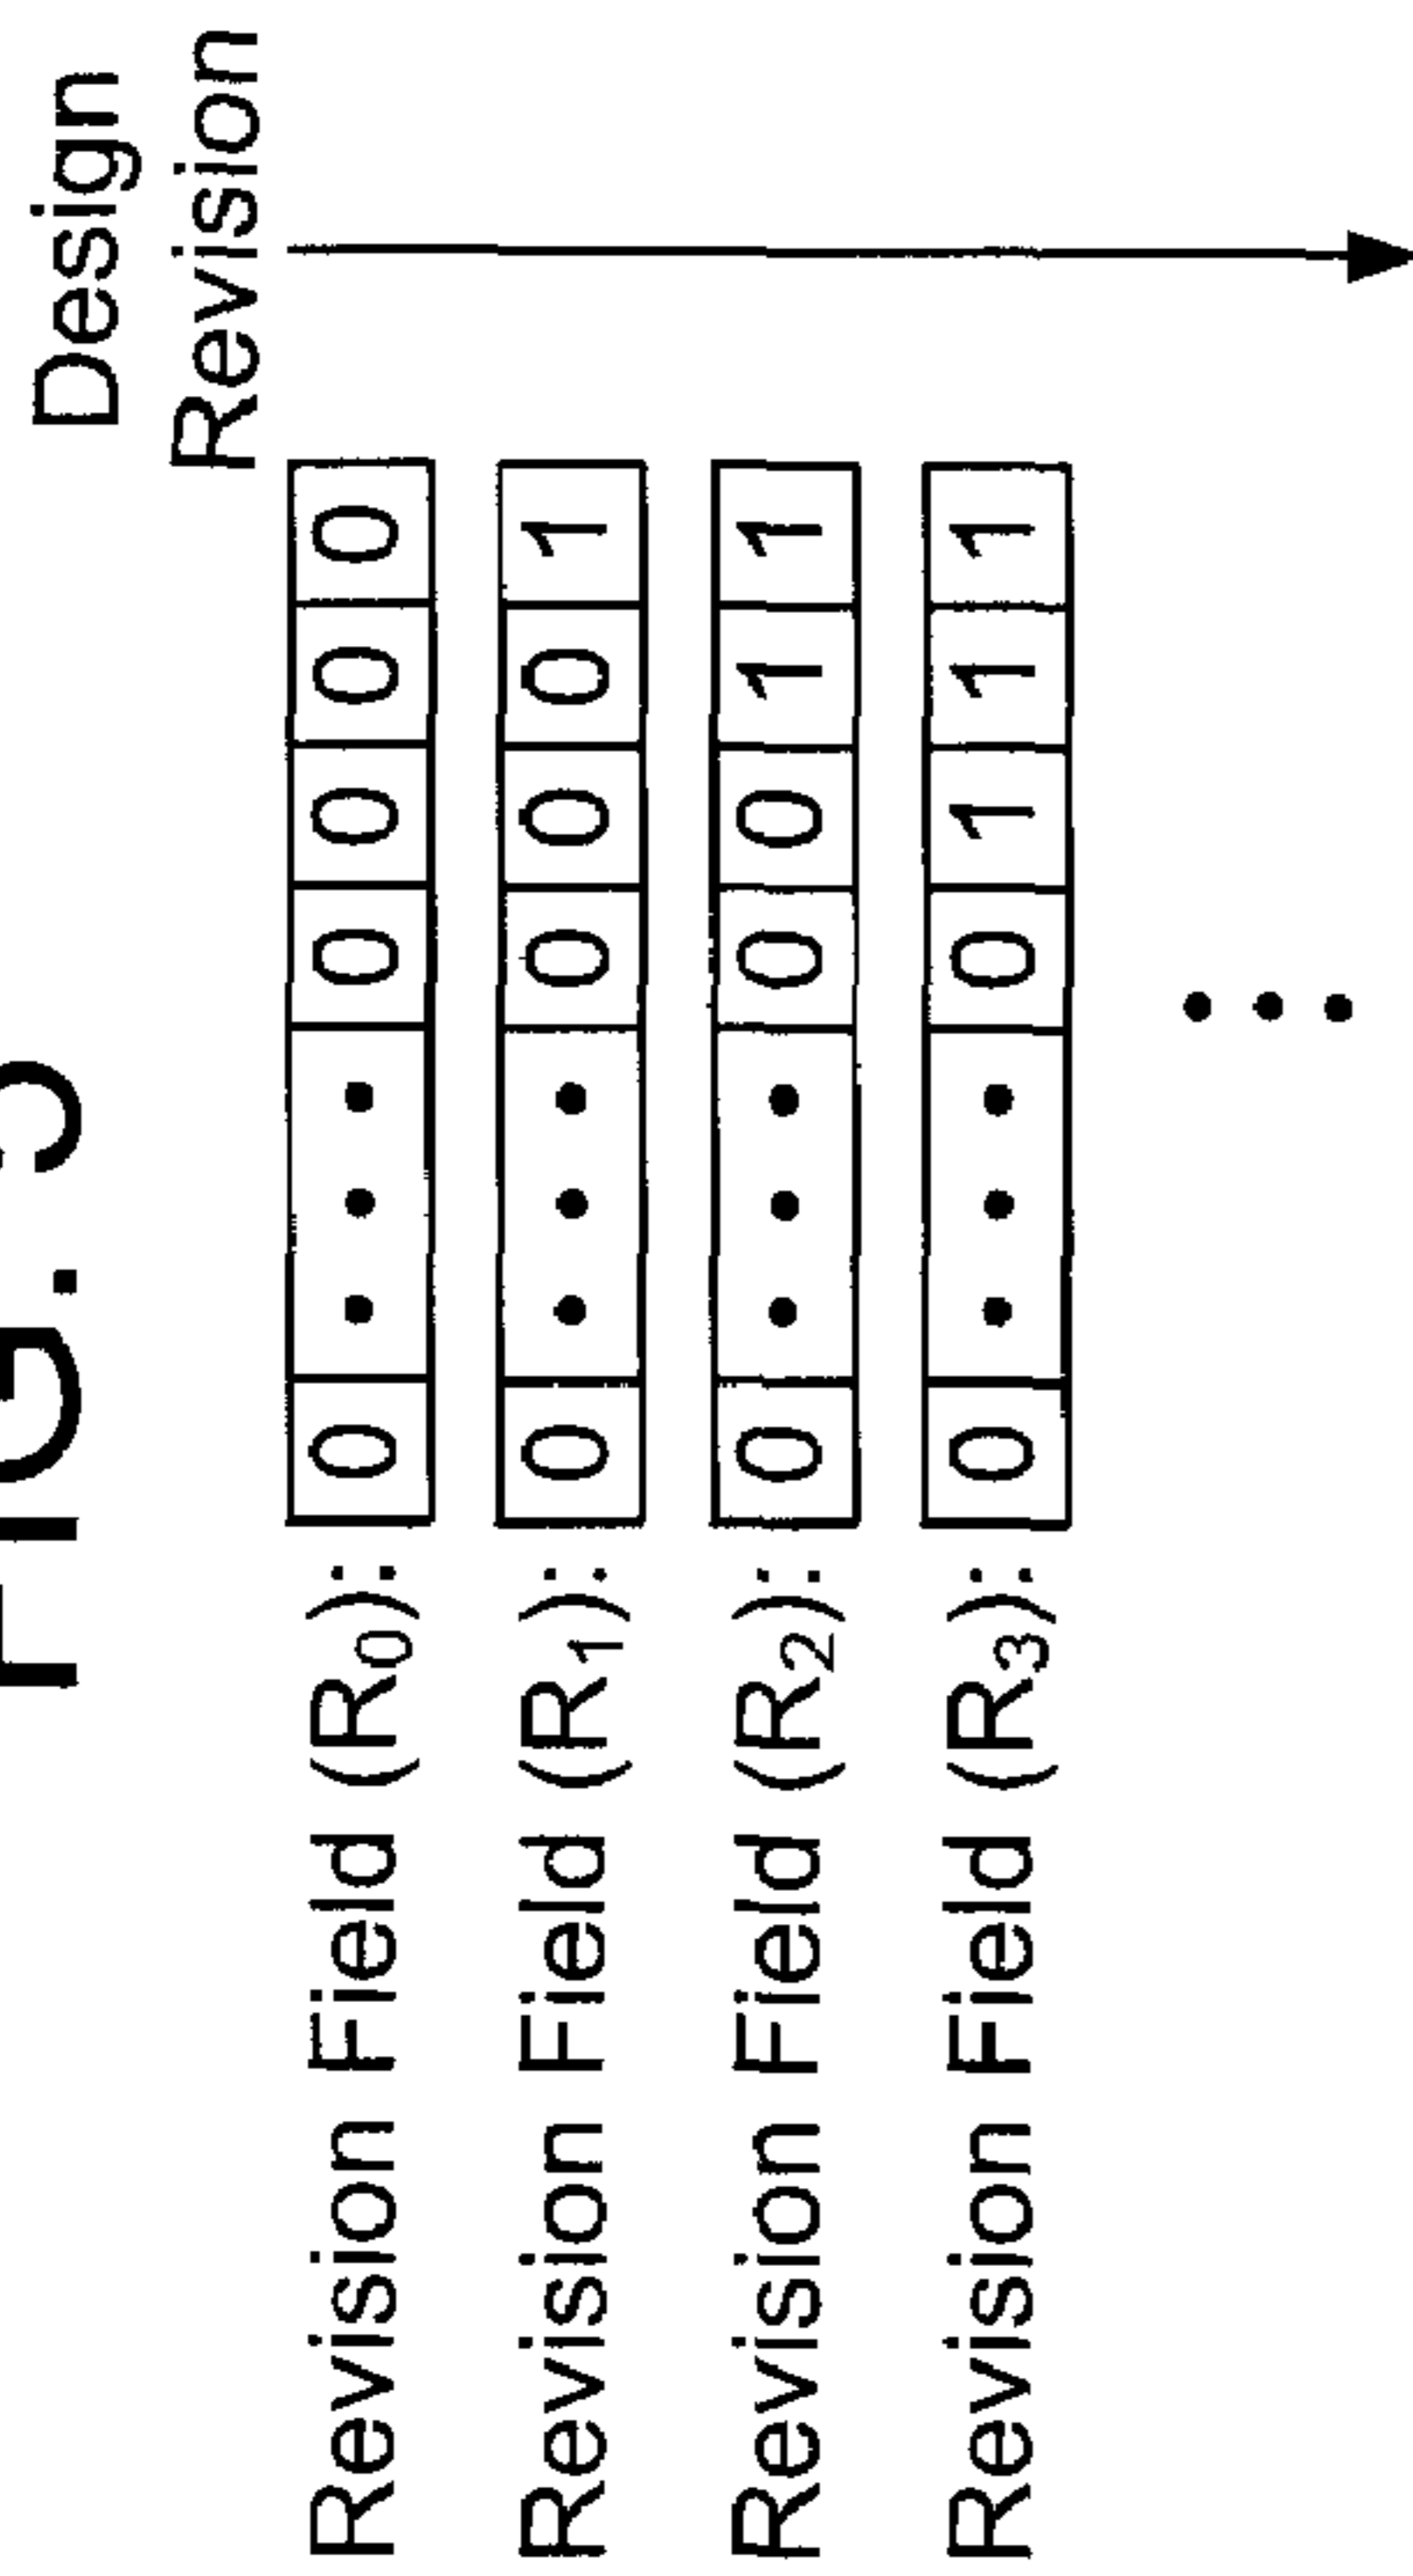 FIG.
Design
Revision
Revision Field (R₀): 0 • • • 0 0 0 0
Revision Field (R₁): 0 • • • 0 0 0 1
Revision Field (R₂): 0 • • • 0 0 1 1
Revision Field (R₃): 0 • • • 0 1 1 1